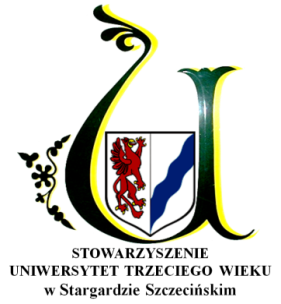 U
STOWARZYSZENIE
UNIWERSYTET TRZECIEGO WIEKU
w Stargardzie Szczecińskim